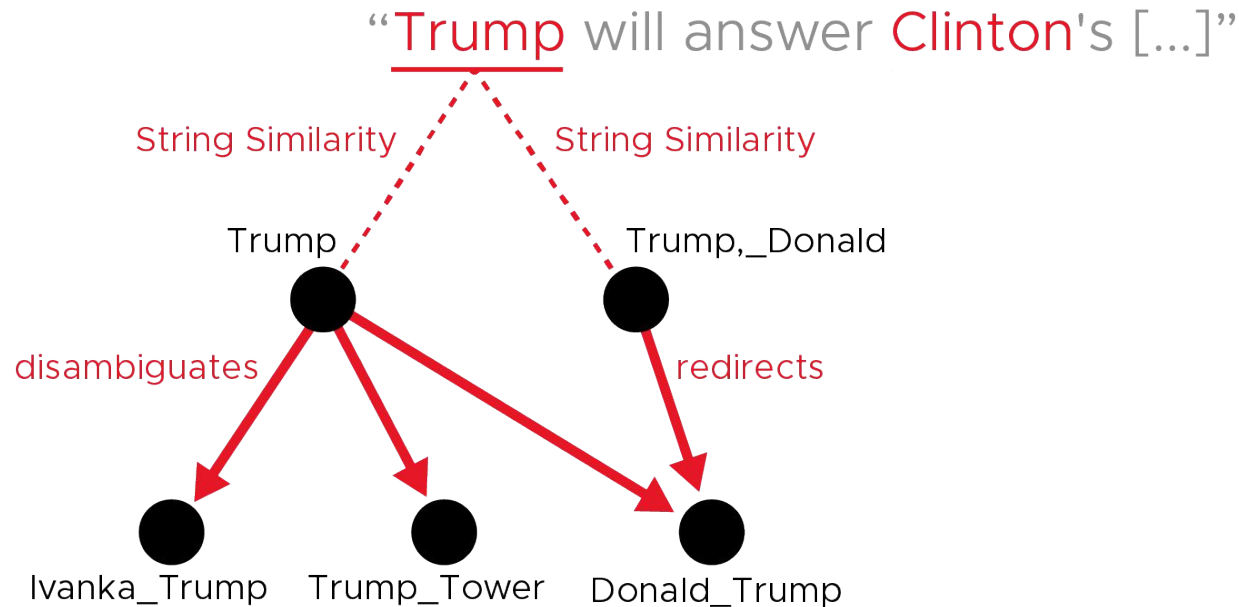 “Trump will answer Clinton's [...]”
String Similarity
String Similarity
Trump
Trump,_Donald
disambiguates
redirects
Ivanka_Trump
Trump_Tower
Donald_Trump